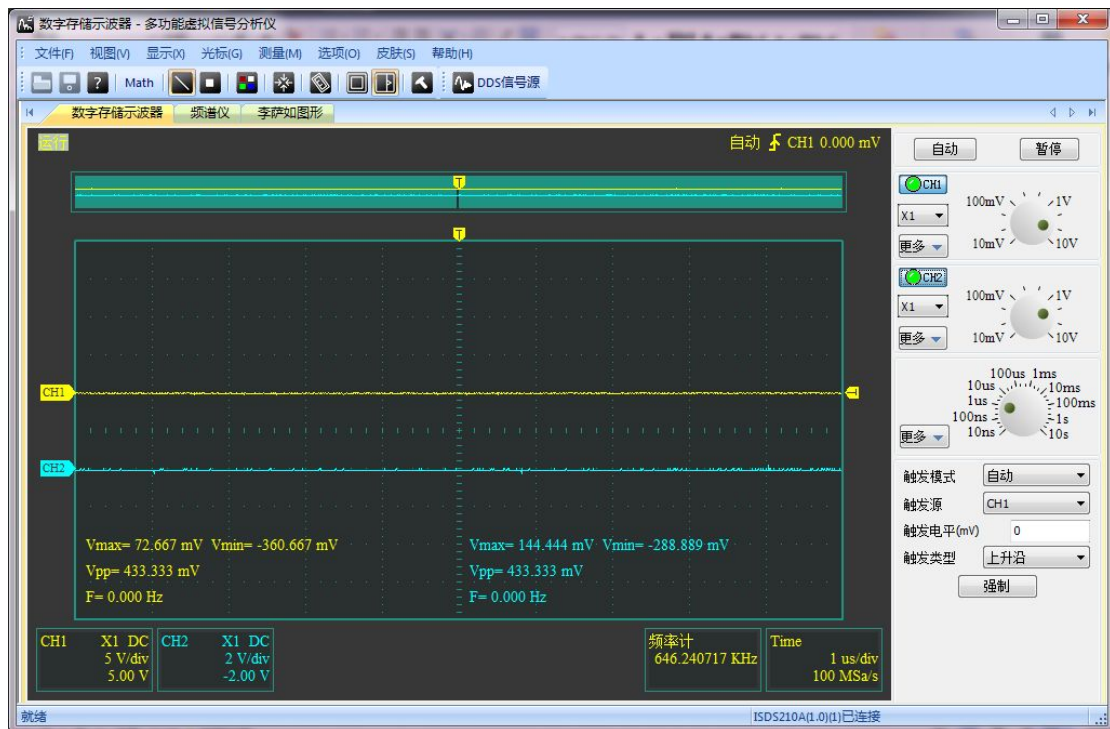 数字存储示波器 - 多功能虚拟信号分析仪
文件(F) 视图(V) 显示(X) 光标(G) 测量(M) 选项(O) 皮肤(S) 帮助(H)
Math DDS信号源
数字存储示波器 频谱仪 李萨如图形
运行 自动 CH1 0.000 mV
T
T
CH1
CH2
Vmax= 72.667 mV Vmin= -360.667 mV
Vpp= 433.333 mV
F= 0.000 Hz
Vmax= 144.444 mV Vmin= -288.889 mV
Vpp= 433.333 mV
F= 0.000 Hz
CH1 X1 DC
5 V/div
5.00 V
CH2 X1 DC
2 V/div
-2.00 V
频率计
646.240717 KHz
Time
1 us/div
100 MSa/s
自动 暂停
CH1
X1
更多
100mV 1V
10mV 10V
CH2
X1
更多
100mV 1V
10mV 10V
100us 1ms
10us 10ms
1us 100ms
100ns 1s
更多 10ns 10s
触发模式 自动
触发源 CH1
触发电平(mV) 0
触发类型 上升沿
强制
就绪 ISDS210A(1.0)(1)已连接